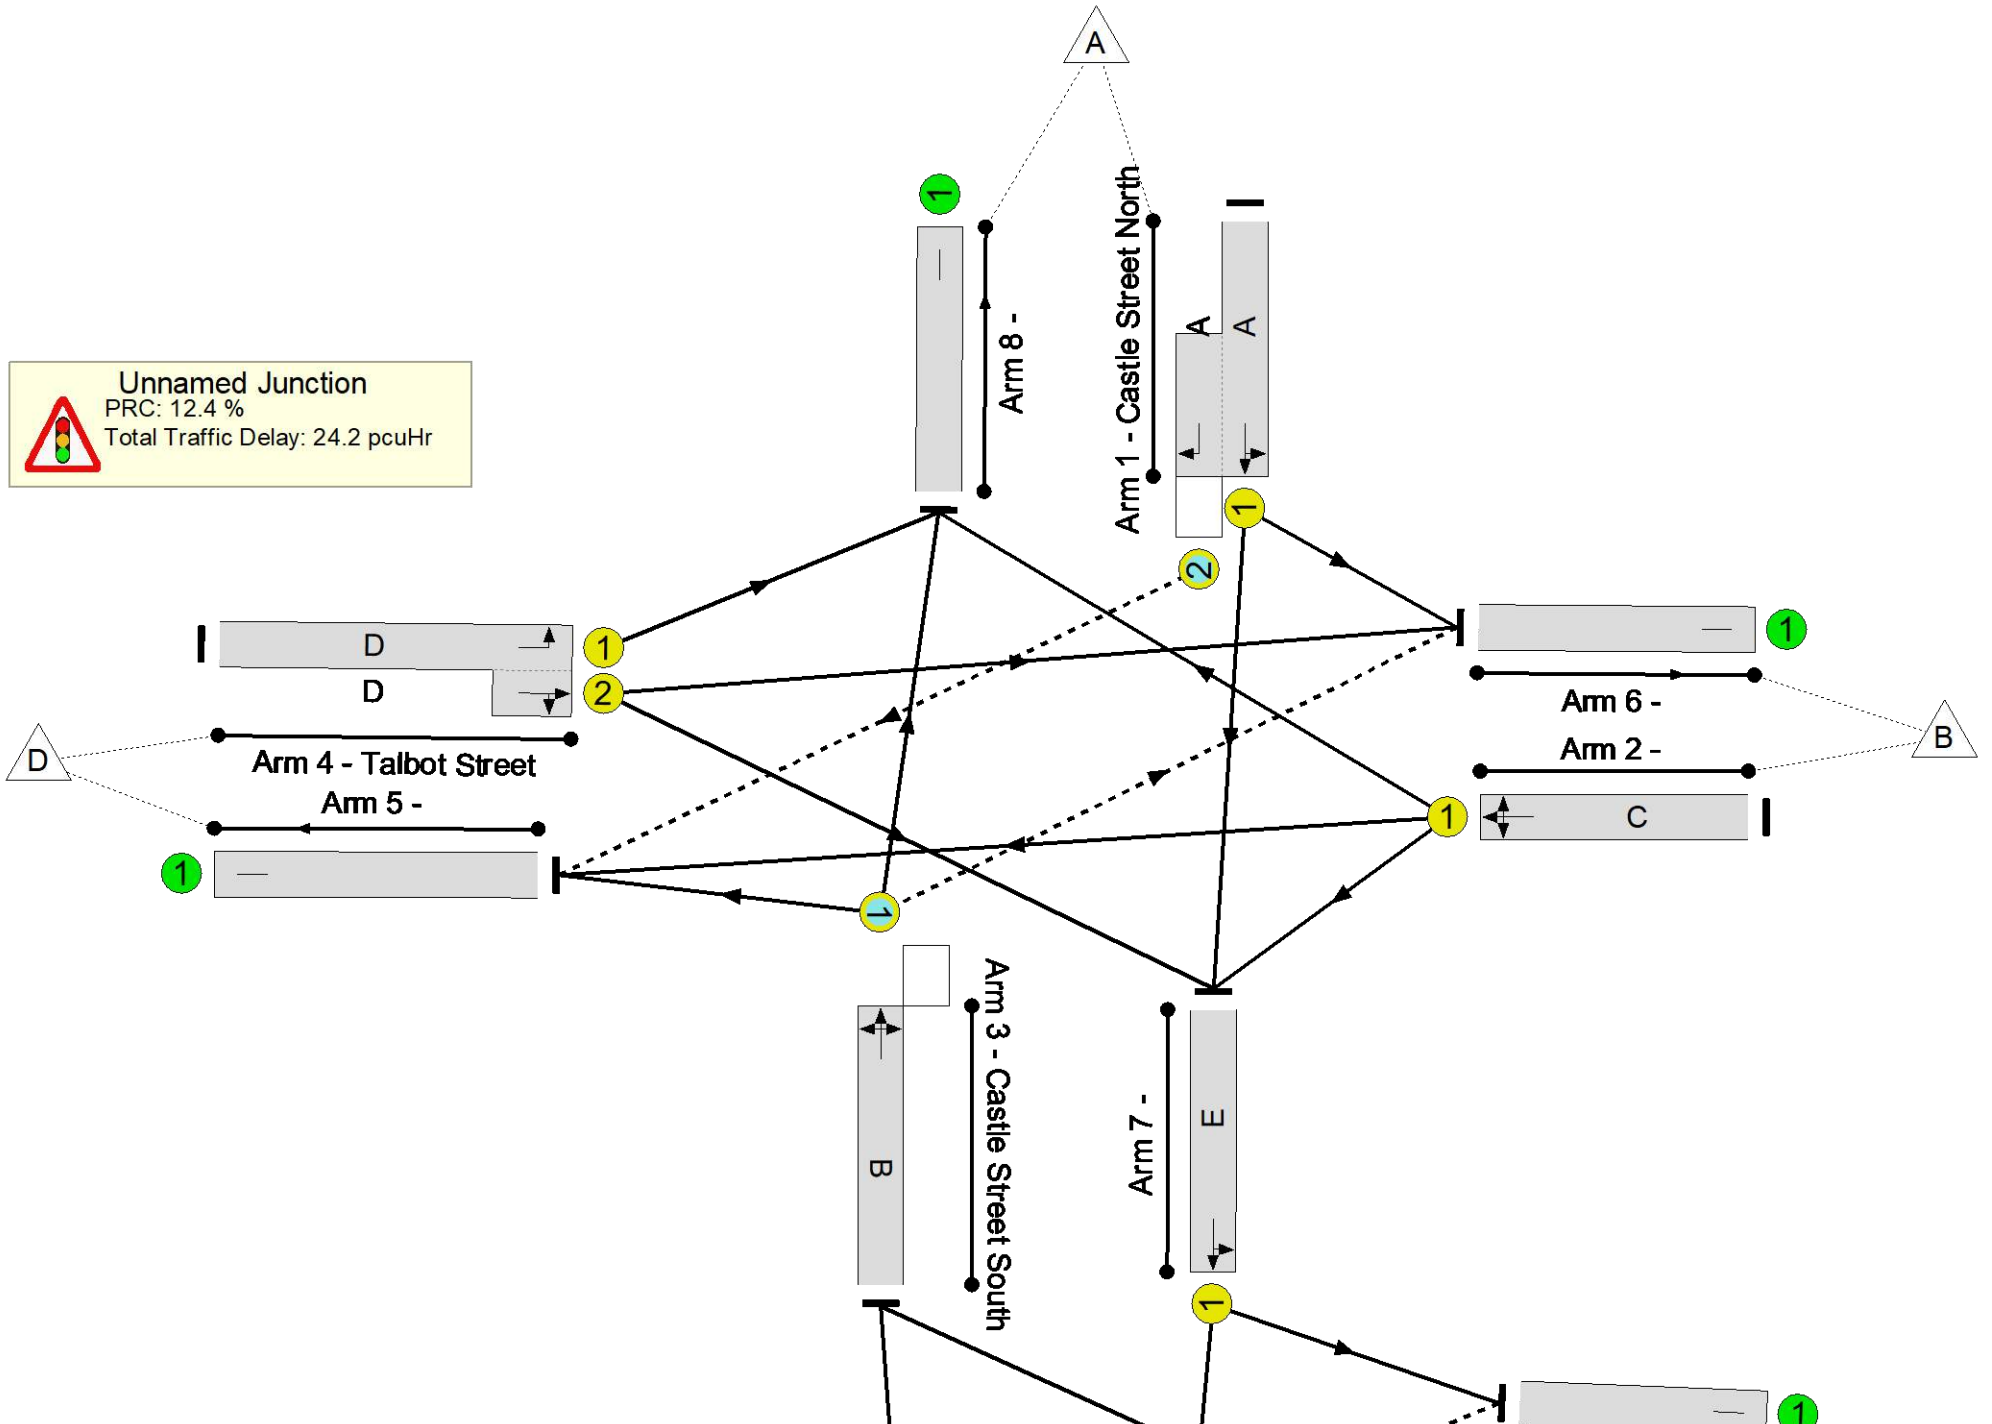 A
1
Arm 8 -
Arm 1 - Castle Street North
A
A
1
2
Unnamed Junction
PRC: 12.4 %
Total Traffic Delay: 24.2 pcuHr
D
1
D
2
Arm 4 - Talbot Street
D
Arm 5 -
1
1
Arm 6 -
Arm 2 -
B
1
C
1
Arm 3 - Castle Street South
B
Arm 7 -
E
1
1